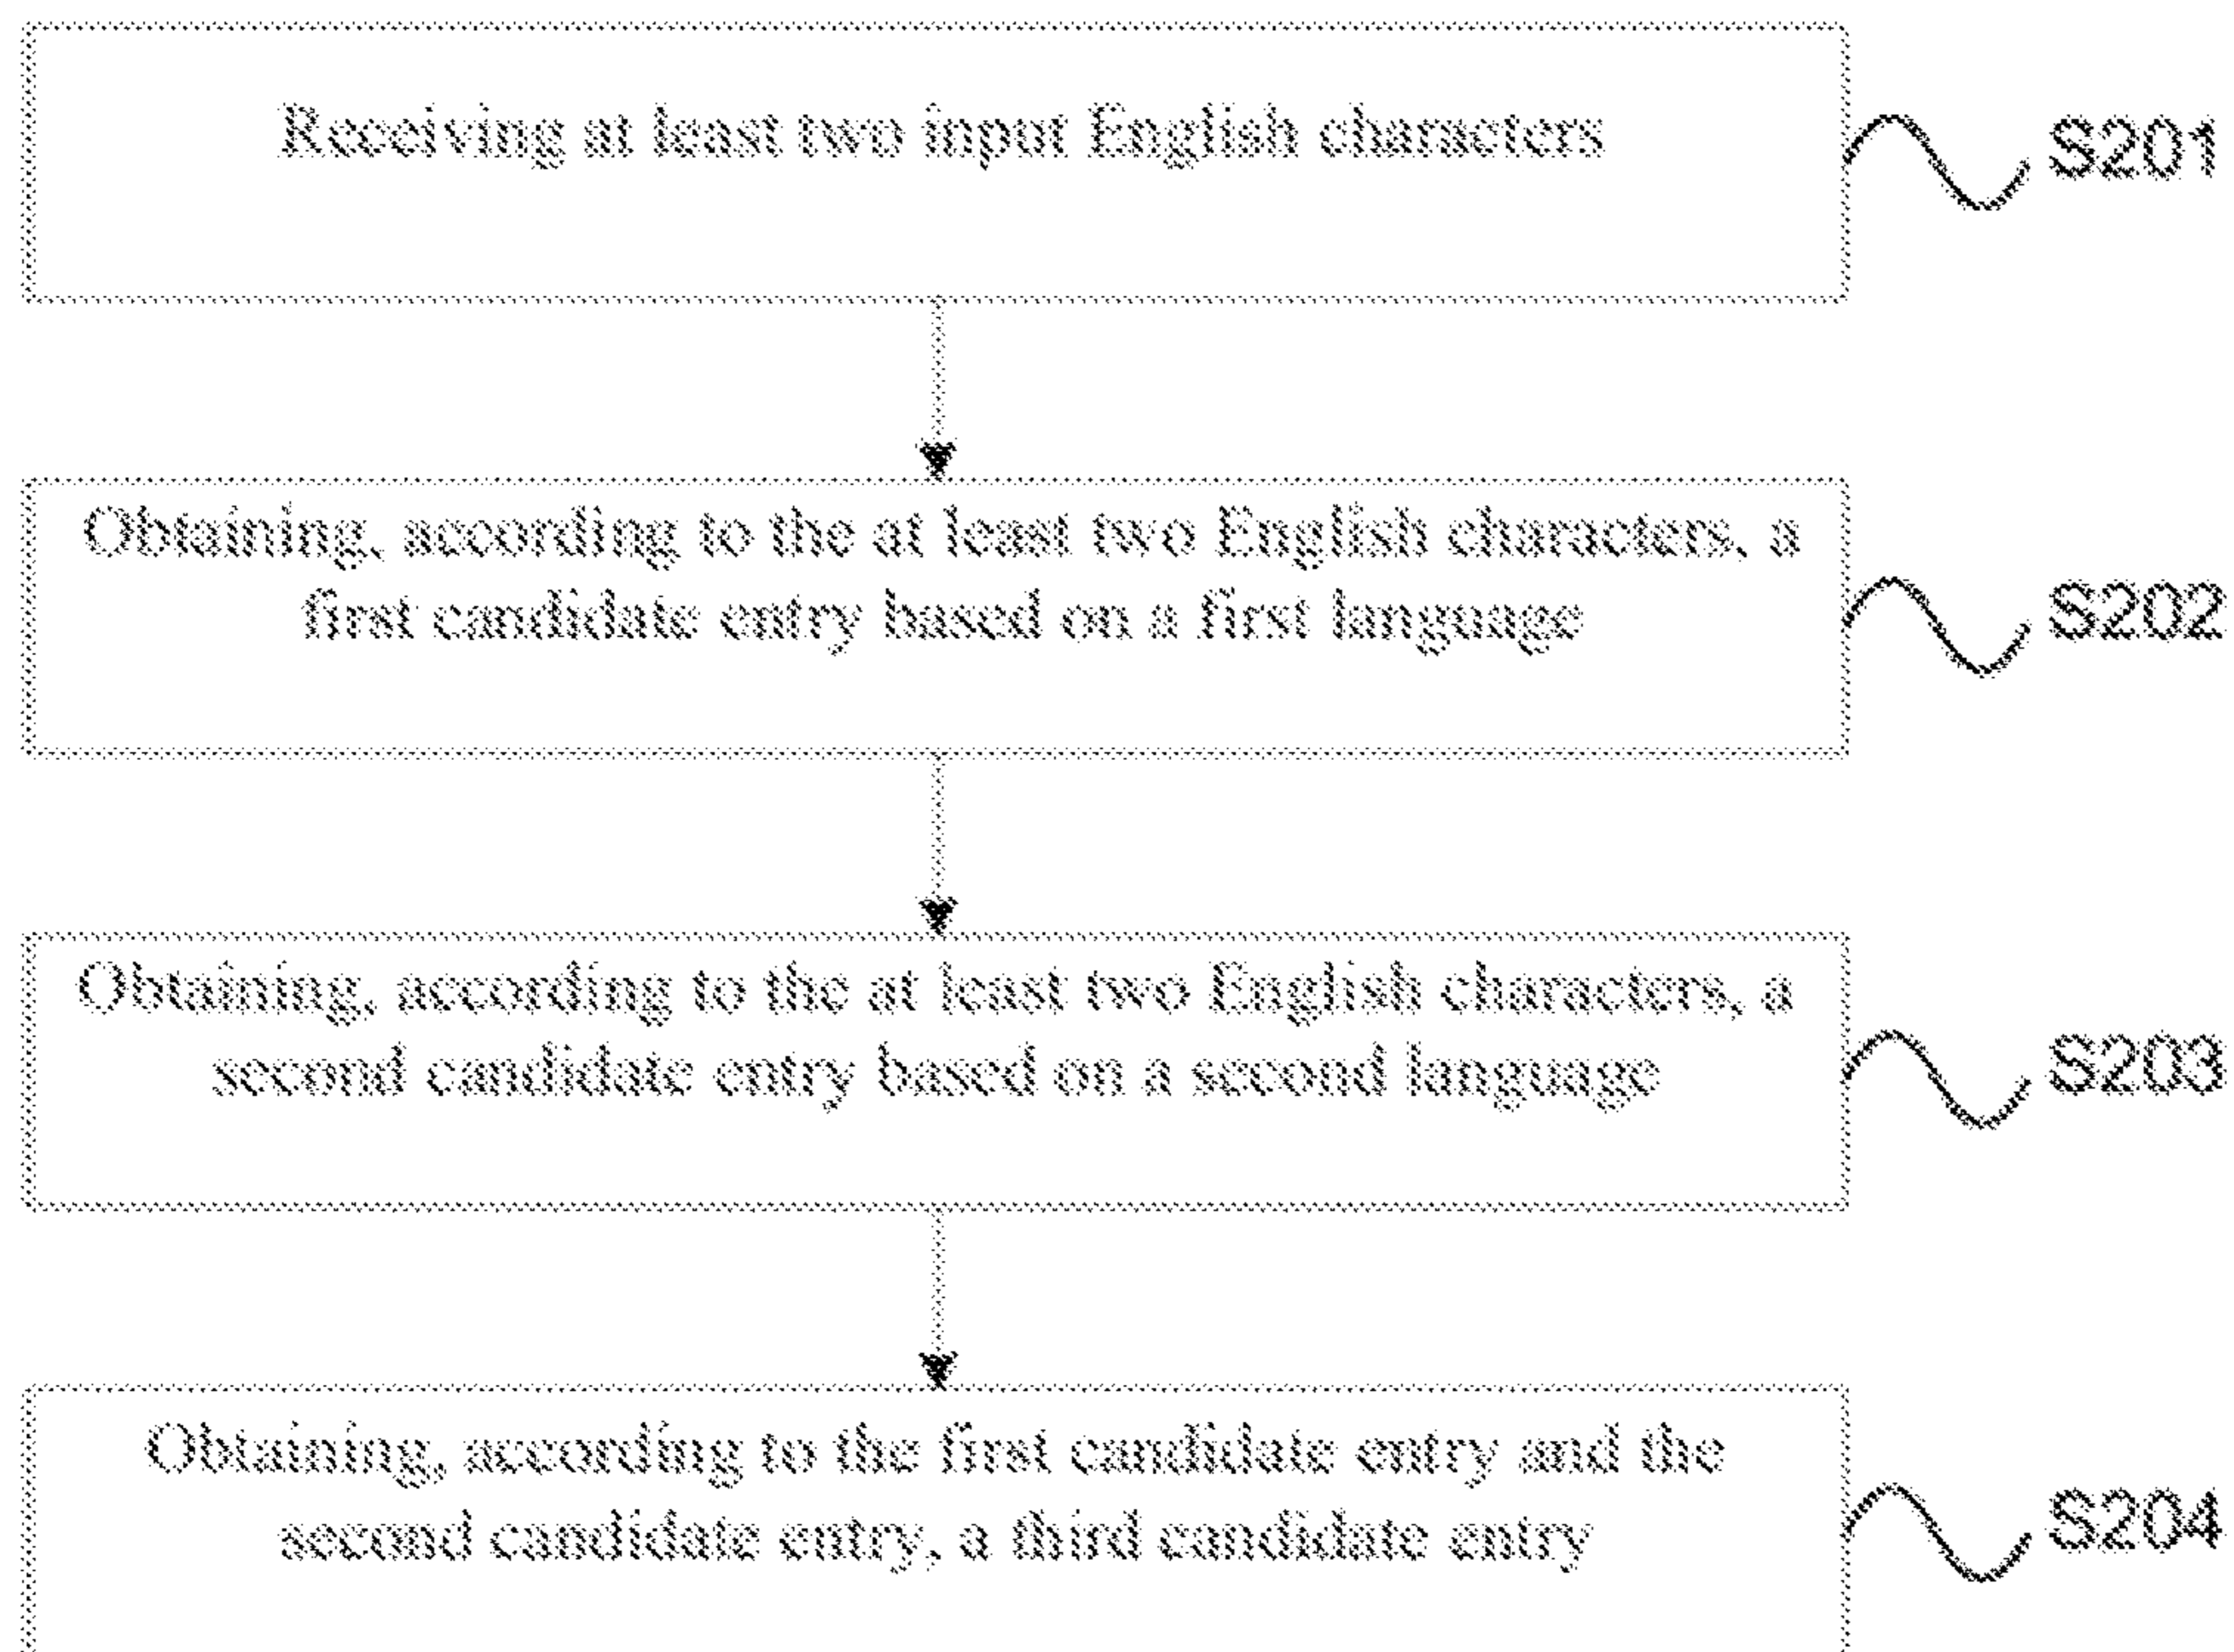 Receiving at least two input English characters
S201
Obtaining, according to the at least two English characters, a
first candidate entry based on a first language
S202
Obtaining, according to the at least two English characters, a
second candidate entry based on a second language
S203
Obtaining, according to the first candidate entry and the
second candidate entry, a third candidate entry
S204